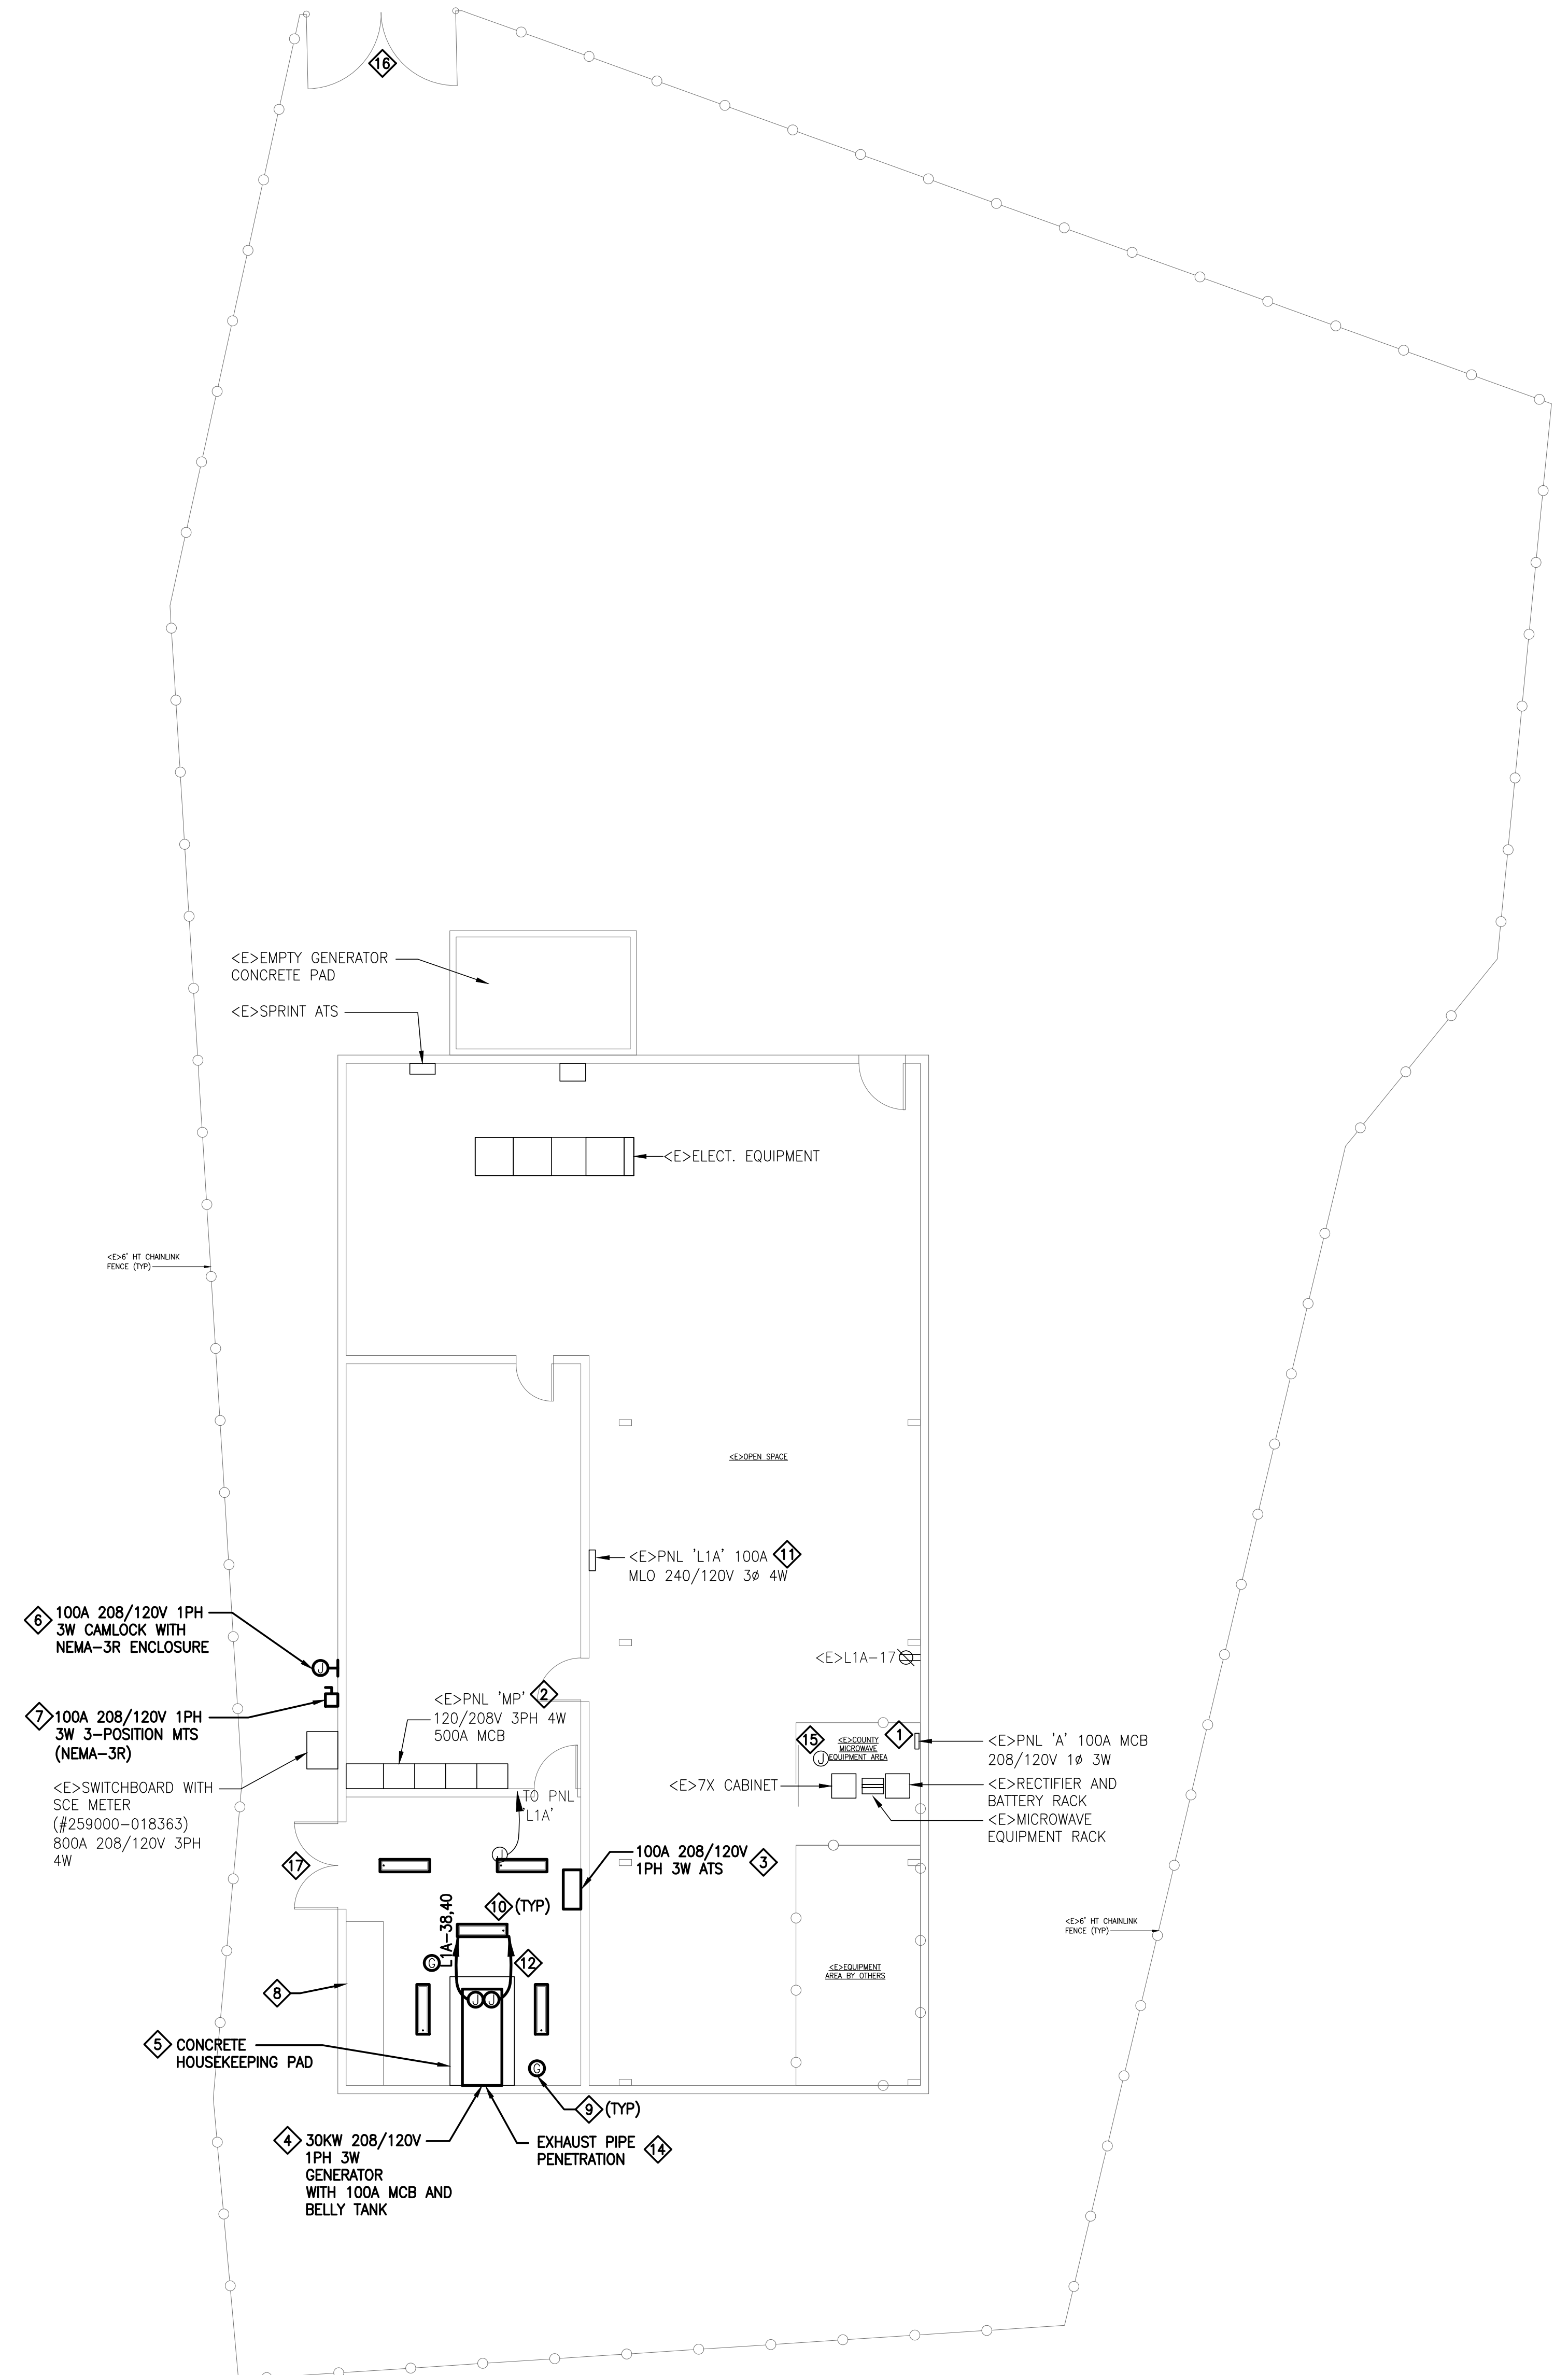 16
<E>EMPTY GENERATOR
CONCRETE PAD
<E>SPRINT ATS
<E>ELECT. EQUIPMENT
<E>6' HT CHAINLINK
FENCE (TYP)
<E>OPEN SPACE
<E>PNL 'L1A' 100A
MLO 240/120V 3ø 4W
11
6
100A 208/120V 1PH
3W CAMLOCK WITH
NEMA-3R ENCLOSURE
J
<E>L1A-17
7
100A 208/120V 1PH
3W 3-POSITION MTS
(NEMA-3R)
<E>PNL 'MP'
120/208V 3PH 4W
500A MCB
2
15
<E>COUNTY
MICROWAVE
EQUIPMENT AREA
J
1
<E>PNL 'A' 100A MCB
208/120V 1ø 3W
<E>SWITCHBOARD WITH
SCE METER
(#259000-018363)
800A 208/120V 3PH
4W
<E>7X CABINET
<E>RECTIFIER AND
BATTERY RACK
<E>MICROWAVE
EQUIPMENT RACK
TO PNL
'L1A'
J
17
100A 208/120V
1PH 3W ATS
3
10
(TYP)
L1A-38,40
G
12
<E>6' HT CHAINLINK
FENCE (TYP)
<E>EQUIPMENT
AREA BY OTHERS
8
J
J
5
CONCRETE
HOUSEKEEPING PAD
G
9
(TYP)
4
30KW 208/120V
1PH 3W
GENERATOR
WITH 100A MCB AND
BELLY TANK
EXHAUST PIPE
PENETRATION
14